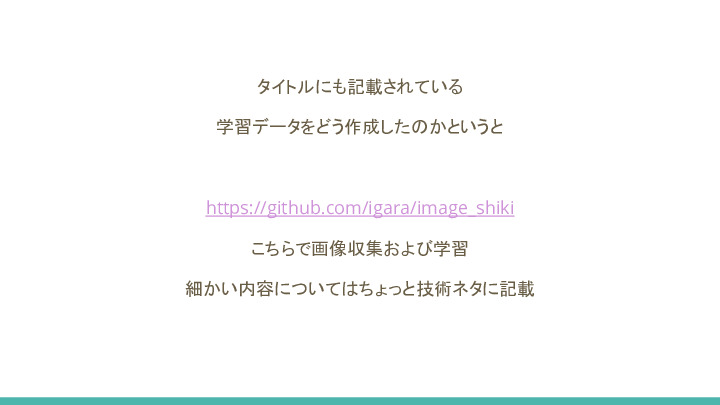 タイトルにも記載されている
学習データをどう作成したのかというと
https://github.com/igara/image_shiki
こちらで画像収集および学習
細かい内容についてはちょっと技術ネタに記載